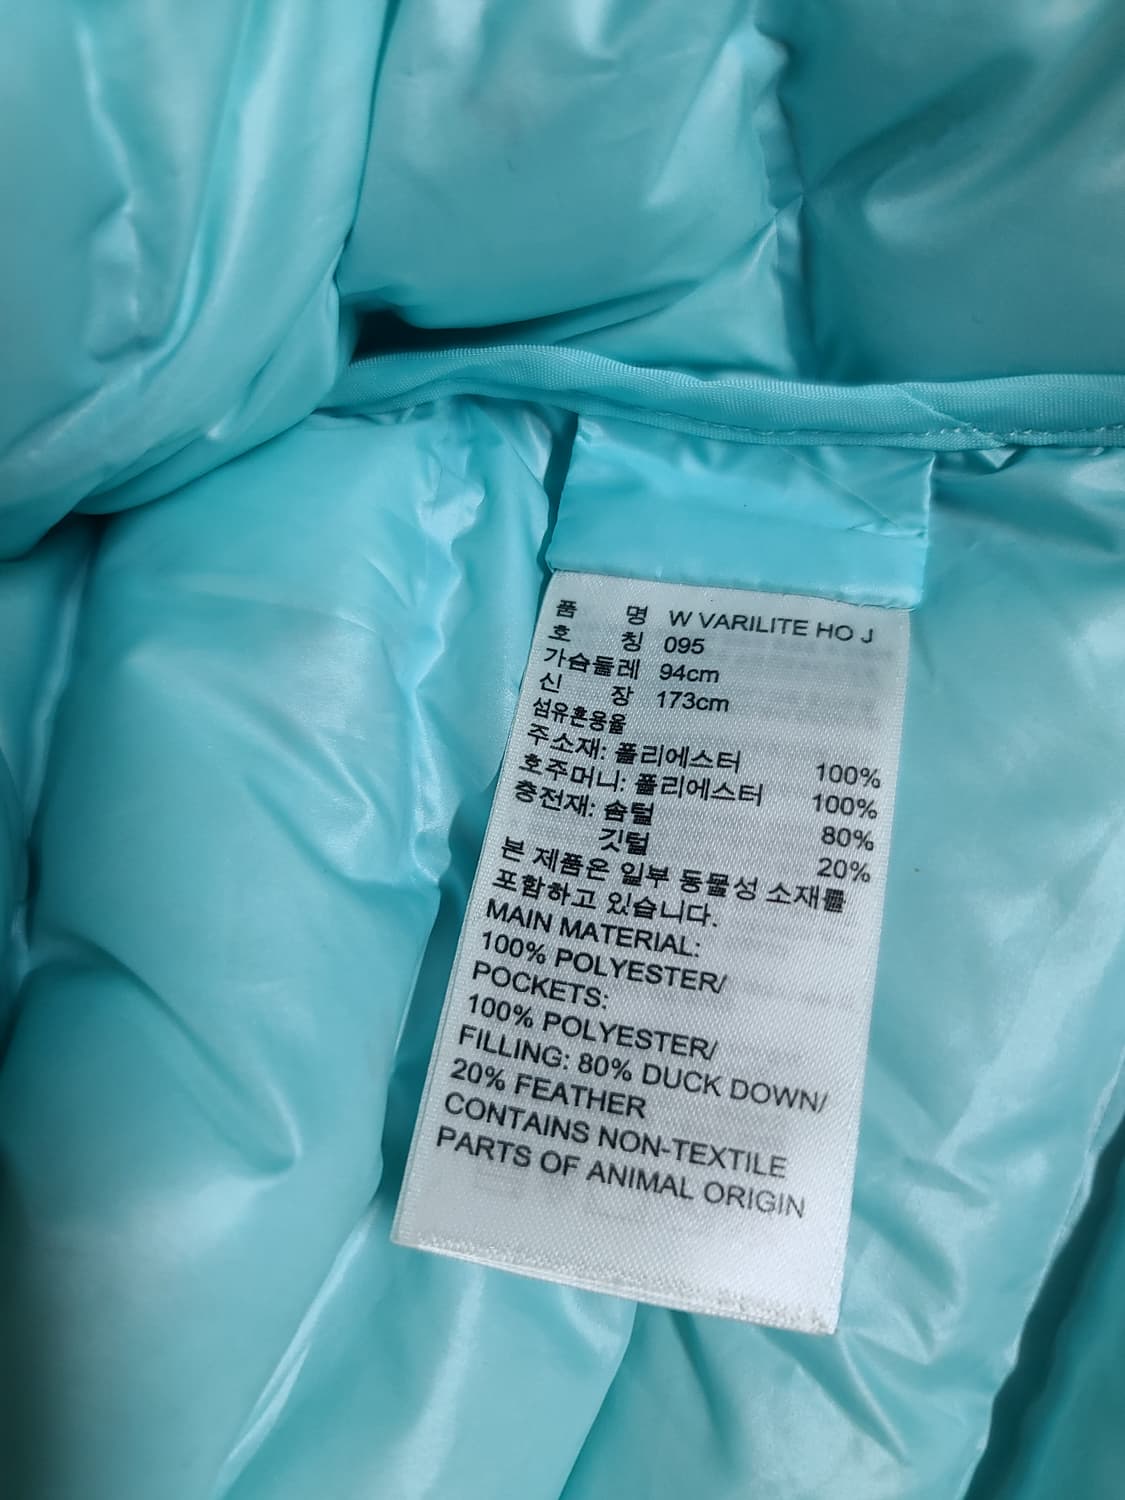 품 명 W VARILITE HO J
호 칭 095
가슴둘레 94cm
신 장 173cm
섬유혼용율
주소재: 폴리에스터 100%
호주머니: 폴리에스터 100%
충전재: 솜털 80%
깃털 20%
본 제품은 일부 동물성 소재를
포함하고 있습니다.
MAIN MATERIAL:
100% POLYESTER/
POCKETS:
100% POLYESTER/
FILLING: 80% DUCK DOWN/
20% FEATHER
CONTAINS NON-TEXTILE
PARTS OF ANIMAL ORIGIN